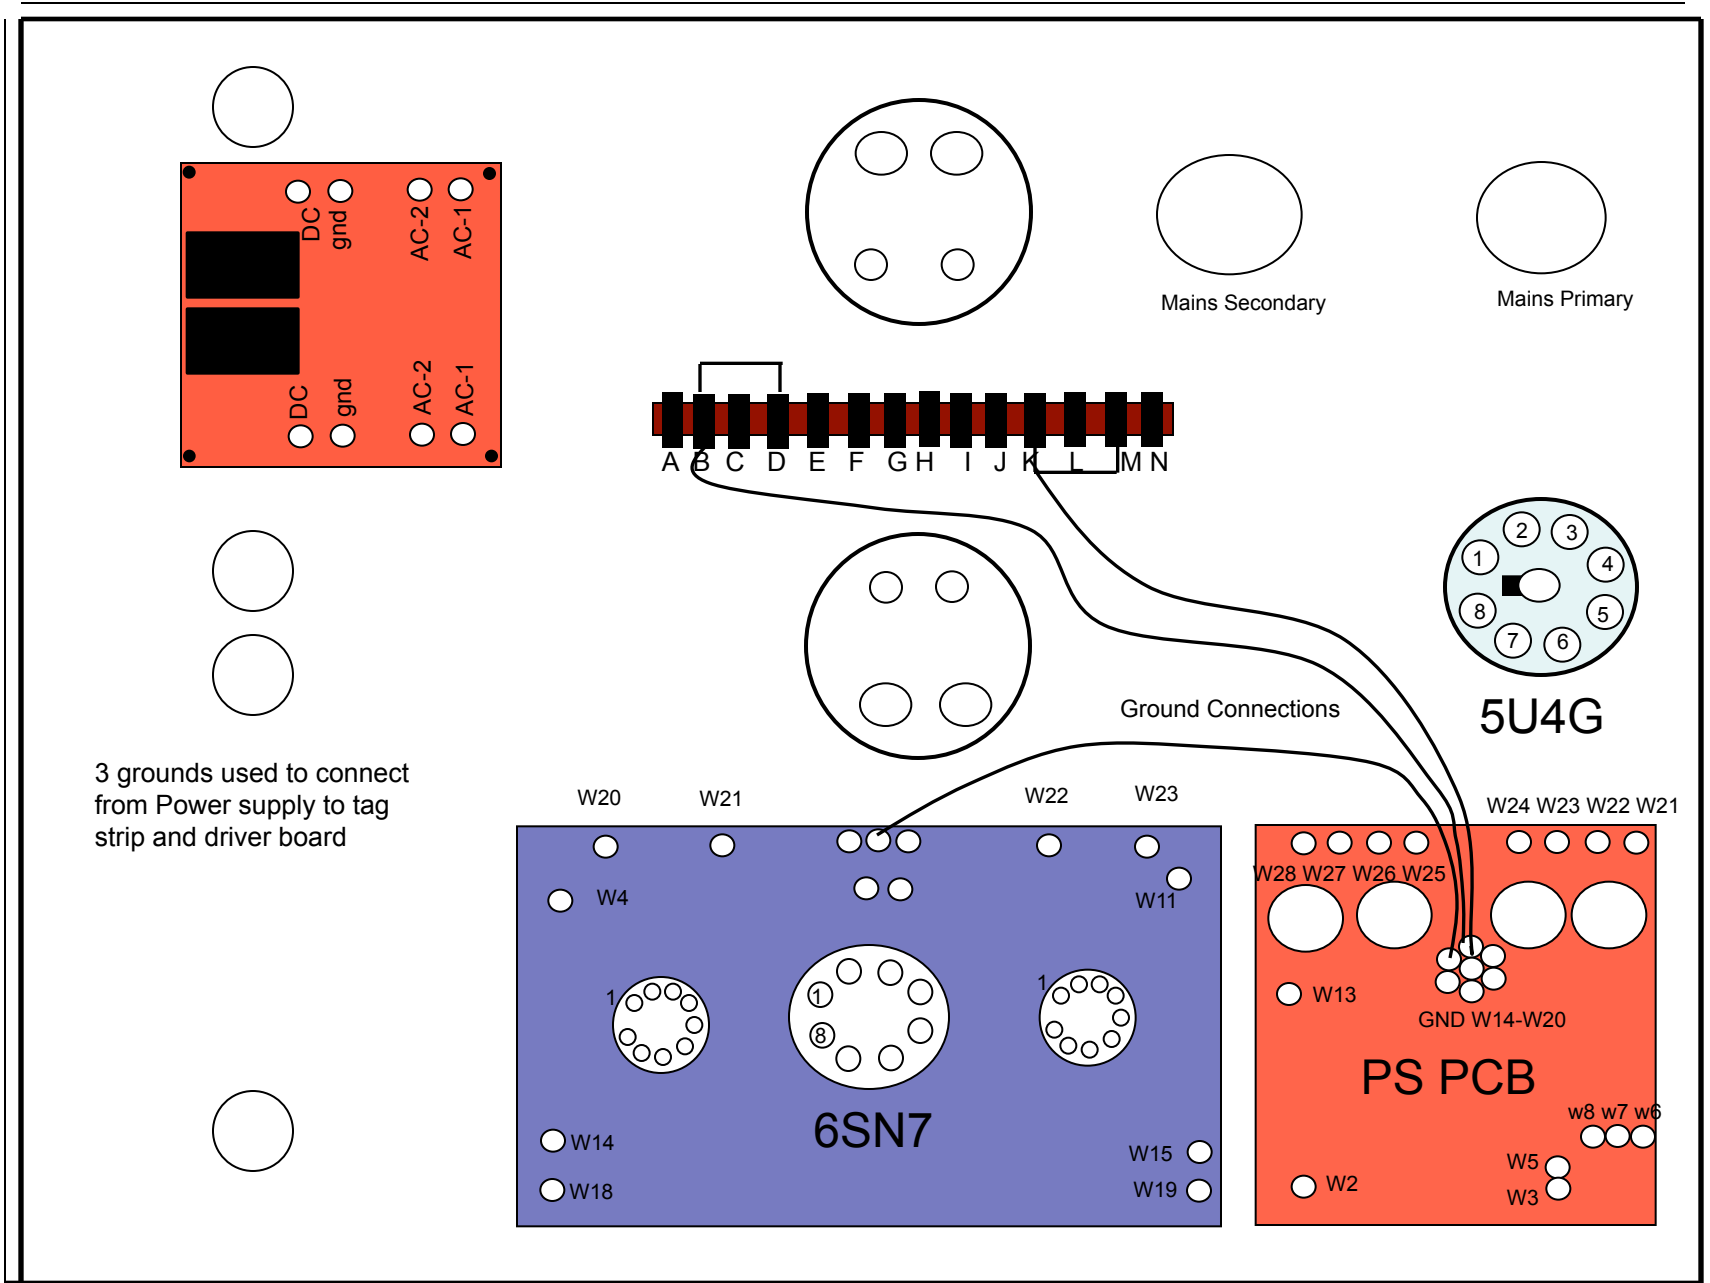 DC
gnd
AC-2
AC-1
DC
gnd
AC-2
AC-1
Mains Secondary
Mains Primary
A B C D E F G H I J K L M N
1 2 3 4 5 6 7 8
5U4G
Ground Connections
3 grounds used to connect
from Power supply to tag
strip and driver board
W20
W21
W22
W23
W4
W11
1
1
8
1
6SN7
W14
W18
W15
W19
W24 W23 W22 W21
W28 W27 W26 W25
W13
GND W14-W20
PS PCB
w8 w7 w6
W5
W3
W2